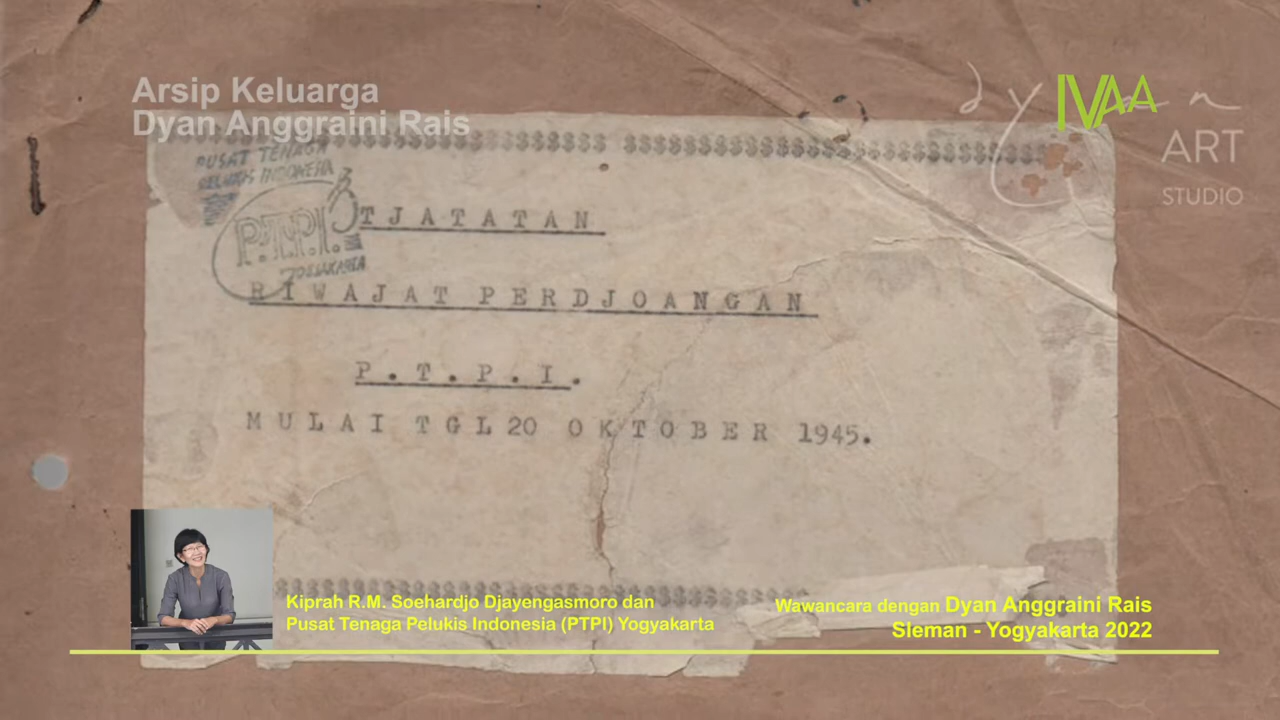 Arsip Keluarga
Dyan Anggraini Rais
IVAA
dyan
ART
STUDIO
PUSAT TENAGA
PELUKIS INDONESIA
P.T.P.I.
JOGJAKARTA
TJATATAN
RIWAJAT PERDJOANGAN
P.T.P.I.
MULAI TGL 20 OKTOBER 1945.
Kiprah R.M. Soehardjo Djayengasmoro dan
Pusat Tenaga Pelukis Indonesia (PTPI) Yogyakarta
Wawancara dengan Dyan Anggraini Rais
Sleman - Yogyakarta 2022